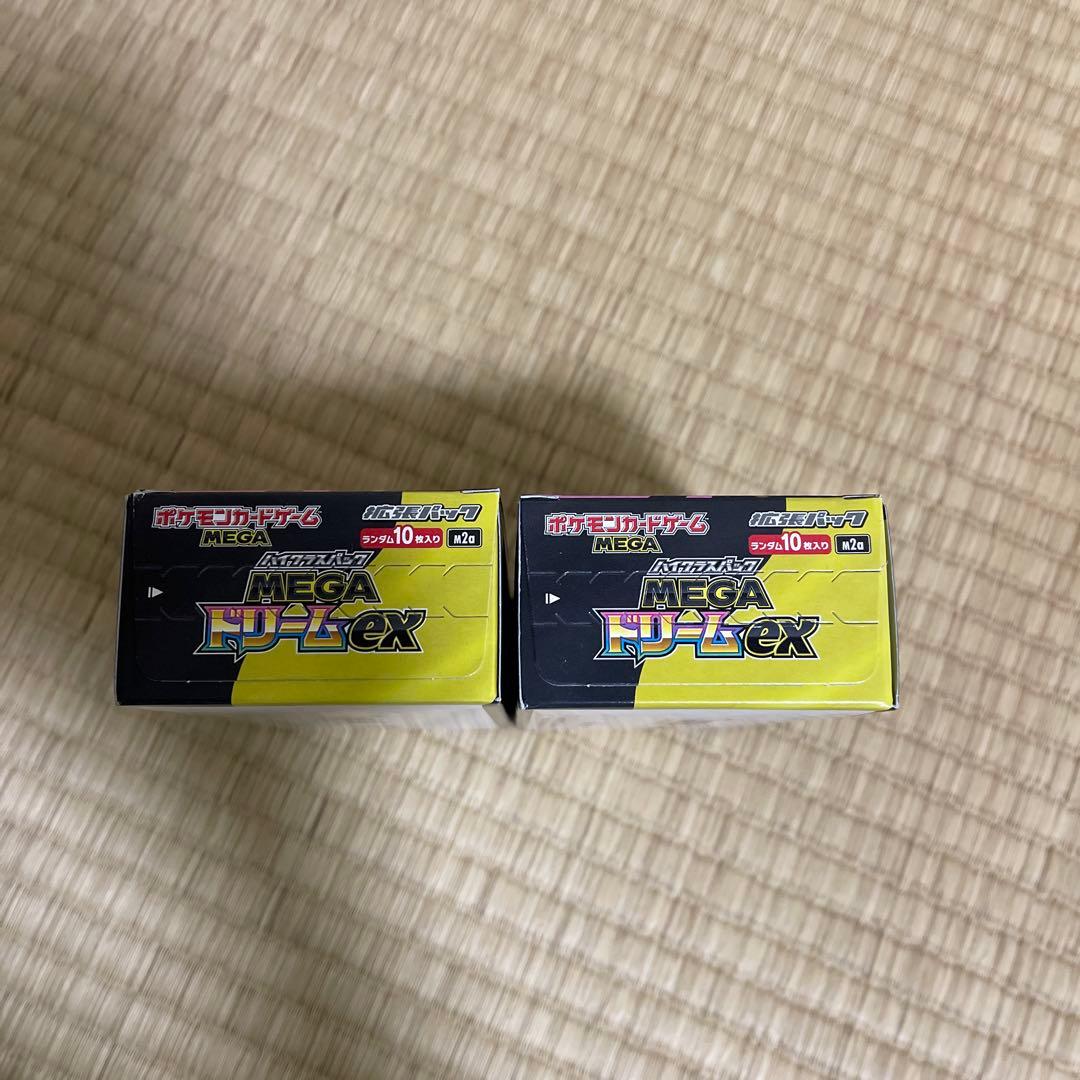 ポケモンカードゲーム
MEGA
拡張パック
ランダム10枚入り
M2a
ハイクラスパック
MEGA
ドリームex
ポケモンカードゲーム
MEGA
拡張パック
ランダム10枚入り
M2a
ハイクラスパック
MEGA
ドリームex